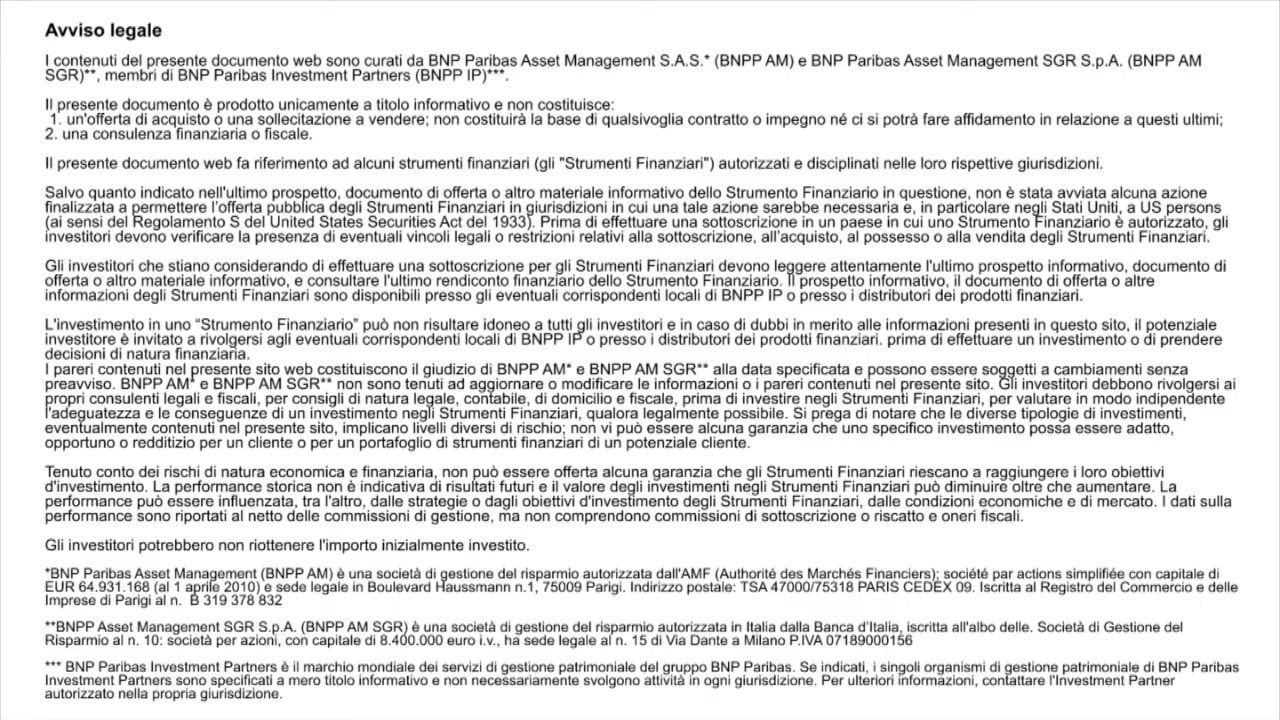 Avviso legale
I contenuti del presente documento web sono curati da BNP Paribas Asset Management S.A.S.* (BNPP AM) e BNP Paribas Asset Management SGR S.p.A. (BNPP AM
SGR)**, membri di BNP Paribas Investment Partners (BNPP IP)***.
Il presente documento è prodotto unicamente a titolo informativo e non costituisce:
1. un'offerta di acquisto o una sollecitazione a vendere; non costituirà la base di qualsivoglia contratto o impegno né ci si potrà fare affidamento in relazione a questi ultimi;
2. una consulenza finanziaria o fiscale.
Il presente documento web fa riferimento ad alcuni strumenti finanziari (gli "Strumenti Finanziari") autorizzati e disciplinati nelle loro rispettive giurisdizioni.
Salvo quanto indicato nell'ultimo prospetto, documento di offerta o altro materiale informativo dello Strumento Finanziario in questione, non è stata avviata alcuna azione
finalizzata a permettere l'offerta pubblica degli Strumenti Finanziari in giurisdizioni in cui una tale azione sarebbe necessaria e, in particolare negli Stati Uniti, a US persons
(ai sensi del Regolamento S del United States Securities Act del 1933). Prima di effettuare una sottoscrizione in un paese in cui uno Strumento Finanziario è autorizzato, gli
investitori devono verificare la presenza di eventuali vincoli legali o restrizioni relativi alla sottoscrizione, all'acquisto, al possesso o alla vendita degli Strumenti Finanziari.
Gli investitori che stiano considerando di effettuare una sottoscrizione per gli Strumenti Finanziari devono leggere attentamente l'ultimo prospetto informativo, documento di
offerta o altro materiale informativo, e consultare l'ultimo rendiconto finanziario dello Strumento Finanziario. Il prospetto informativo, il documento di offerta o altre
informazioni degli Strumenti Finanziari sono disponibili presso gli eventuali corrispondenti locali di BNPP IP o presso i distributori dei prodotti finanziari.
L'investimento in uno “Strumento Finanziario” può non risultare idoneo a tutti gli investitori e in caso di dubbi in merito alle informazioni presenti in questo sito, il potenziale
investitore è invitato a rivolgersi agli eventuali corrispondenti locali di BNPP IP o presso i distributori dei prodotti finanziari. prima di effettuare un investimento o di prendere
decisioni di natura finanziaria.
I pareri contenuti nel presente sito web costituiscono il giudizio di BNPP AM* e BNPP AM SGR** alla data specificata e possono essere soggetti a cambiamenti senza
preavviso. BNPP AM* e BNPP AM SGR** non sono tenuti ad aggiornare o modificare le informazioni o i pareri contenuti nel presente sito. Gli investitori debbono rivolgersi ai
propri consulenti legali e fiscali, per consigli di natura legale, contabile, di domicilio e fiscale, prima di investire negli Strumenti Finanziari, per valutare in modo indipendente
l'adeguatezza e le conseguenze di un investimento negli Strumenti Finanziari, qualora legalmente possibile. Si prega di notare che le diverse tipologie di investimenti,
eventualmente contenuti nel presente sito, implicano livelli diversi di rischio; non vi può essere alcuna garanzia che uno specifico investimento possa essere adatto,
opportuno o redditizio per un cliente o per un portafoglio di strumenti finanziari di un potenziale cliente.
Tenuto conto dei rischi di natura economica e finanziaria, non può essere offerta alcuna garanzia che gli Strumenti Finanziari riescano a raggiungere i loro obiettivi
d'investimento. La performance storica non è indicativa di risultati futuri e il valore degli investimenti negli Strumenti Finanziari può diminuire oltre che aumentare. La
performance può essere influenzata, tra l'altro, dalle strategie o dagli obiettivi d'investimento degli Strumenti Finanziari, dalle condizioni economiche e di mercato. I dati sulla
performance sono riportati al netto delle commissioni di gestione, ma non comprendono commissioni di sottoscrizione o riscatto e oneri fiscali.
Gli investitori potrebbero non riottenere l'importo inizialmente investito.
*BNP Paribas Asset Management (BNPP AM) è una società di gestione del risparmio autorizzata dall'AMF (Authorité des Marchés Financiers); société par actions simplifiée con capitale di
EUR 64.931.168 (al 1 aprile 2010) e sede legale in Boulevard Haussmann n.1, 75009 Parigi. Indirizzo postale: TSA 47000/75318 PARIS CEDEX 09. Iscritta al Registro del Commercio e delle
Imprese di Parigi al n. B 319 378 832
**BNPP Asset Management SGR S.p.A. (BNPP AM SGR) è una società di gestione del risparmio autorizzata in Italia dalla Banca d'Italia, iscritta all'albo delle. Società di Gestione del
Risparmio al n. 10: società per azioni, con capitale di 8.400.000 euro i.v., ha sede legale al n. 15 di Via Dante a Milano P.IVA 07189000156
*** BNP Paribas Investment Partners è il marchio mondiale dei servizi di gestione patrimoniale del gruppo BNP Paribas. Se indicati, i singoli organismi di gestione patrimoniale di BNP Paribas
Investment Partners sono specificati a mero titolo informativo e non necessariamente svolgono attività in ogni giurisdizione. Per ulteriori informazioni, contattare l'Investment Partner
autorizzato nella propria giurisdizione.